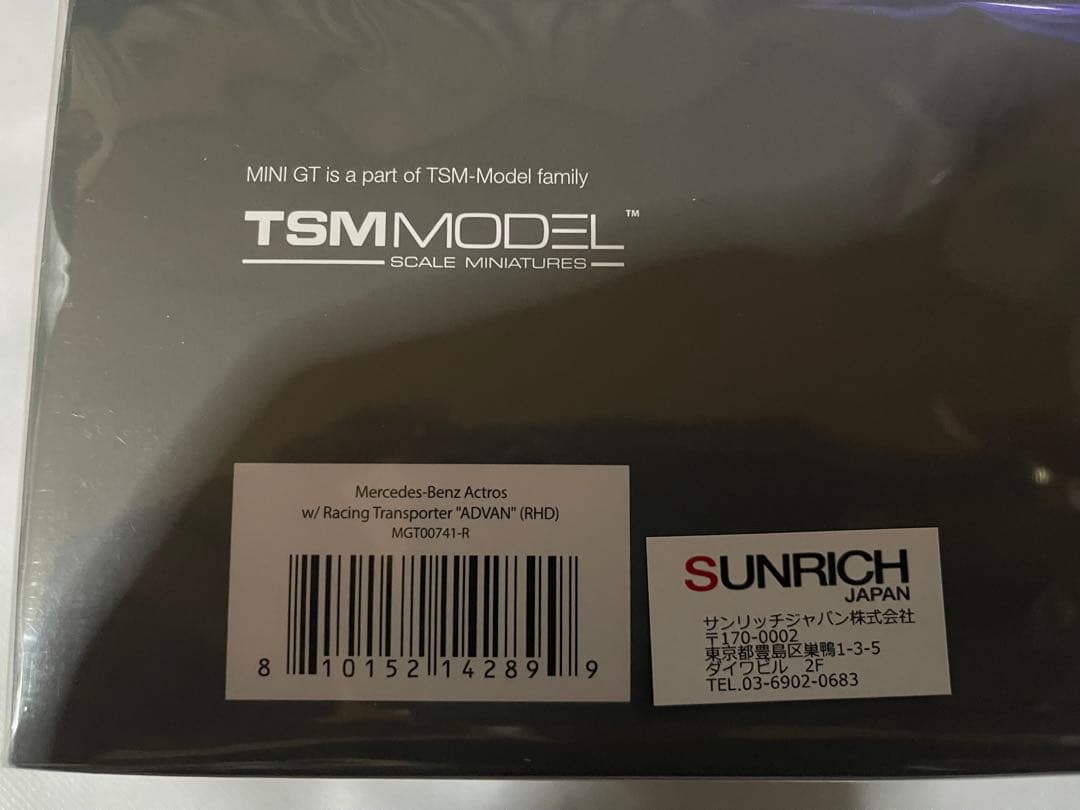 MINI GT is a part of TSM-Model family
TSMMODEL™
SCALE MINIATURES
Mercedes-Benz Actros
w/ Racing Transporter "ADVAN" (RHD)
MGT00741-R
8 10152 14289 9
SUNRICH
JAPAN
サンリッチジャパン株式会社
〒170-0002
東京都豊島区巣鴨1-3-5
ダイワビル 2F
TEL.03-6902-0683